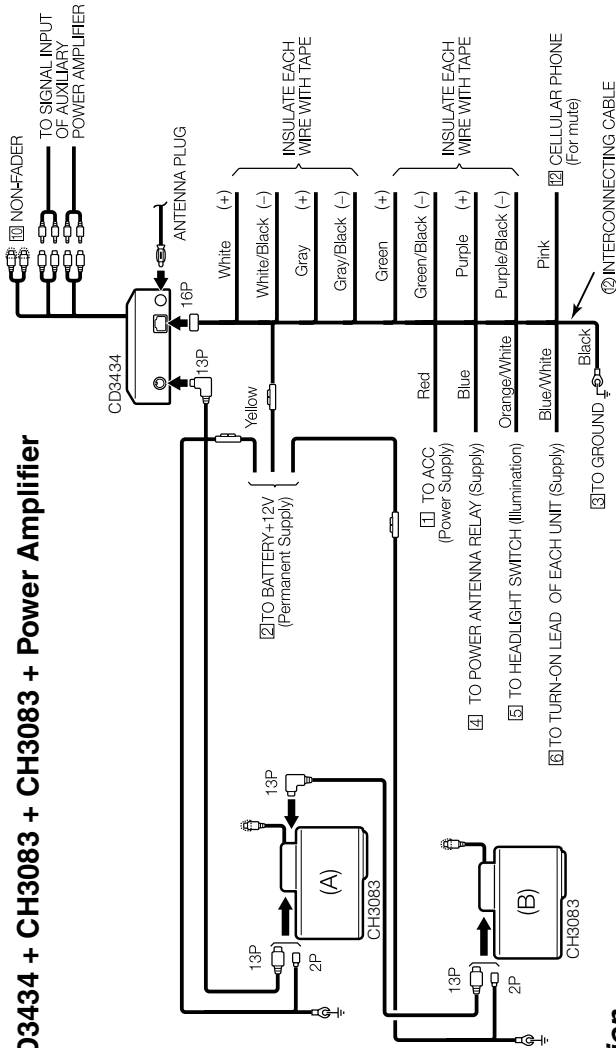 D3434 + CH3083 + CH3083 + Power Amplifier
10 NON-FADER
TO SIGNAL INPUT
OF AUXILIARY
POWER AMPLIFIER
CD3434
ANTENNA PLUG
13P
16P
Yellow
2 TO BATTERY+12V
(Permanent Supply)
White (+)
White/Black (−)
Gray (+)
Gray/Black (−)
INSULATE EACH
WIRE WITH TAPE
Green (+)
Green/Black (−)
Purple (+)
Purple/Black (−)
INSULATE EACH
WIRE WITH TAPE
Pink
12 CELLULAR PHONE
(For mute)
Red
1 TO ACC
(Power Supply)
Blue
4 TO POWER ANTENNA RELAY (Supply)
Orange/White
5 TO HEADLIGHT SWITCH (Illumination)
Blue/White
6 TO TURN-ON LEAD OF EACH UNIT (Supply)
Black
3 TO GROUND
⑫ INTERCONNECTING CABLE
13P
2P
(A)
CH3083
13P
13P
2P
(B)
CH3083
ion